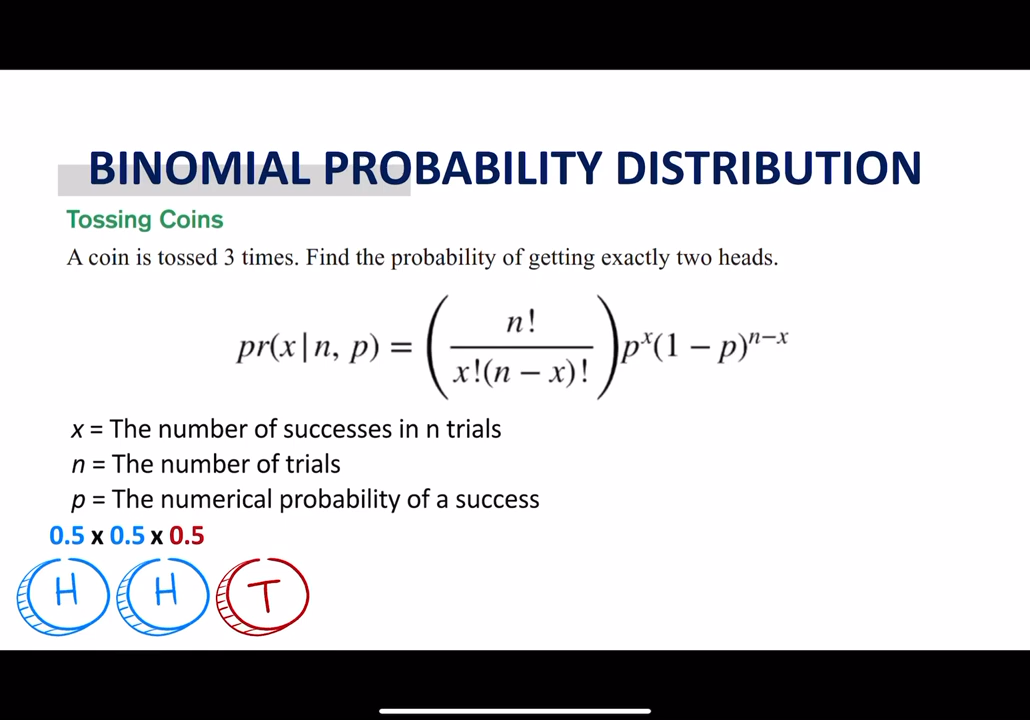 BINOMIAL PROBABILITY DISTRIBUTION
Tossing Coins
A coin is tossed 3 times. Find the probability of getting exactly two heads.
pr(x|n, p) = (n! / x!(n − x)!) pˣ(1 − p)ⁿ⁻ˣ
x = The number of successes in n trials
n = The number of trials
p = The numerical probability of a success
0.5 x 0.5 x 0.5
H H T